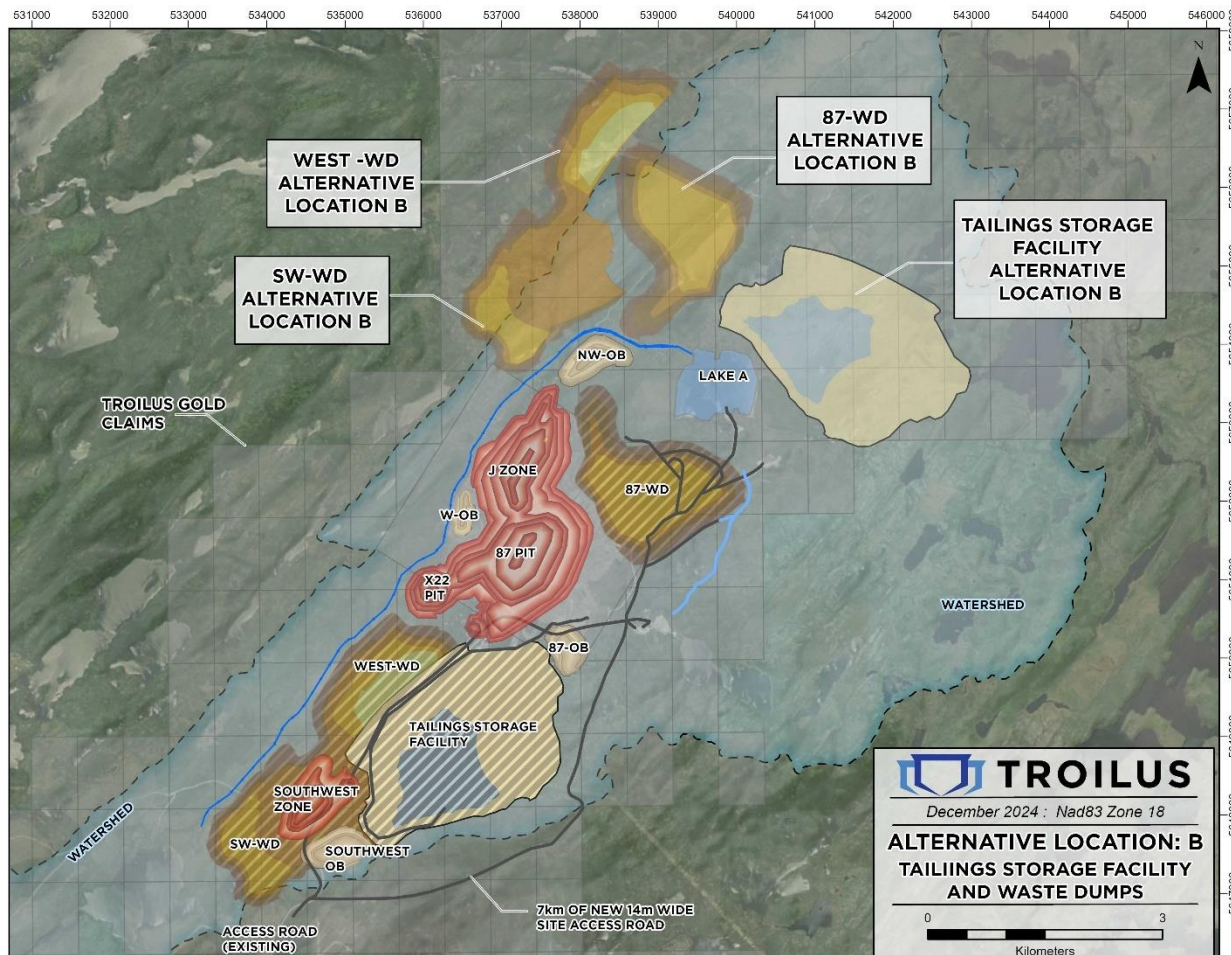 531000 532000 533000 534000 535000 536000 537000 538000 539000 540000 541000 542000 543000 544000 545000 546000
N
WEST -WD
ALTERNATIVE
LOCATION B
87-WD
ALTERNATIVE
LOCATION B
TAILINGS STORAGE
FACILITY
ALTERNATIVE
LOCATION B
SW-WD
ALTERNATIVE
LOCATION B
NW-OB
LAKE A
TROILUS GOLD
CLAIMS
J ZONE
87-WD
W-OB
87 PIT
X22
PIT
WATERSHED
87-OB
WEST-WD
TAILINGS STORAGE
FACILITY
SOUTHWEST
ZONE
WATERSHED
SW-WD
SOUTHWEST
OB
7km OF NEW 14m WIDE
SITE ACCESS ROAD
ACCESS ROAD
(EXISTING)
TROILUS
December 2024 : Nad83 Zone 18
ALTERNATIVE LOCATION: B
TAILIINGS STORAGE FACILITY
AND WASTE DUMPS
0 3
Kilometers